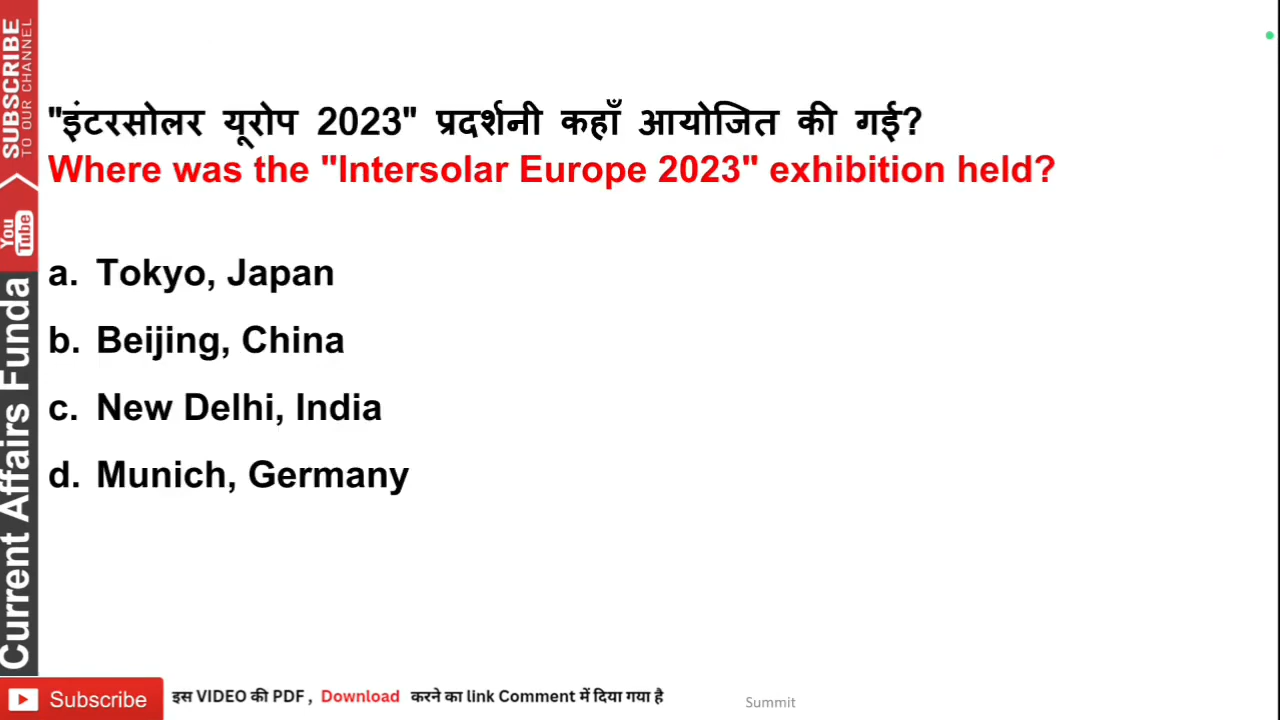 "इंटरसोलर यूरोप 2023" प्रदर्शनी कहाँ आयोजित की गई?
Where was the "Intersolar Europe 2023" exhibition held?
a. Tokyo, Japan
b. Beijing, China
c. New Delhi, India
d. Munich, Germany
SUBSCRIBE
TO OUR CHANNEL
You
Tube
Current Affairs Funda
Subscribe
इस VIDEO की PDF , Download करने का link Comment में दिया गया है
Summit